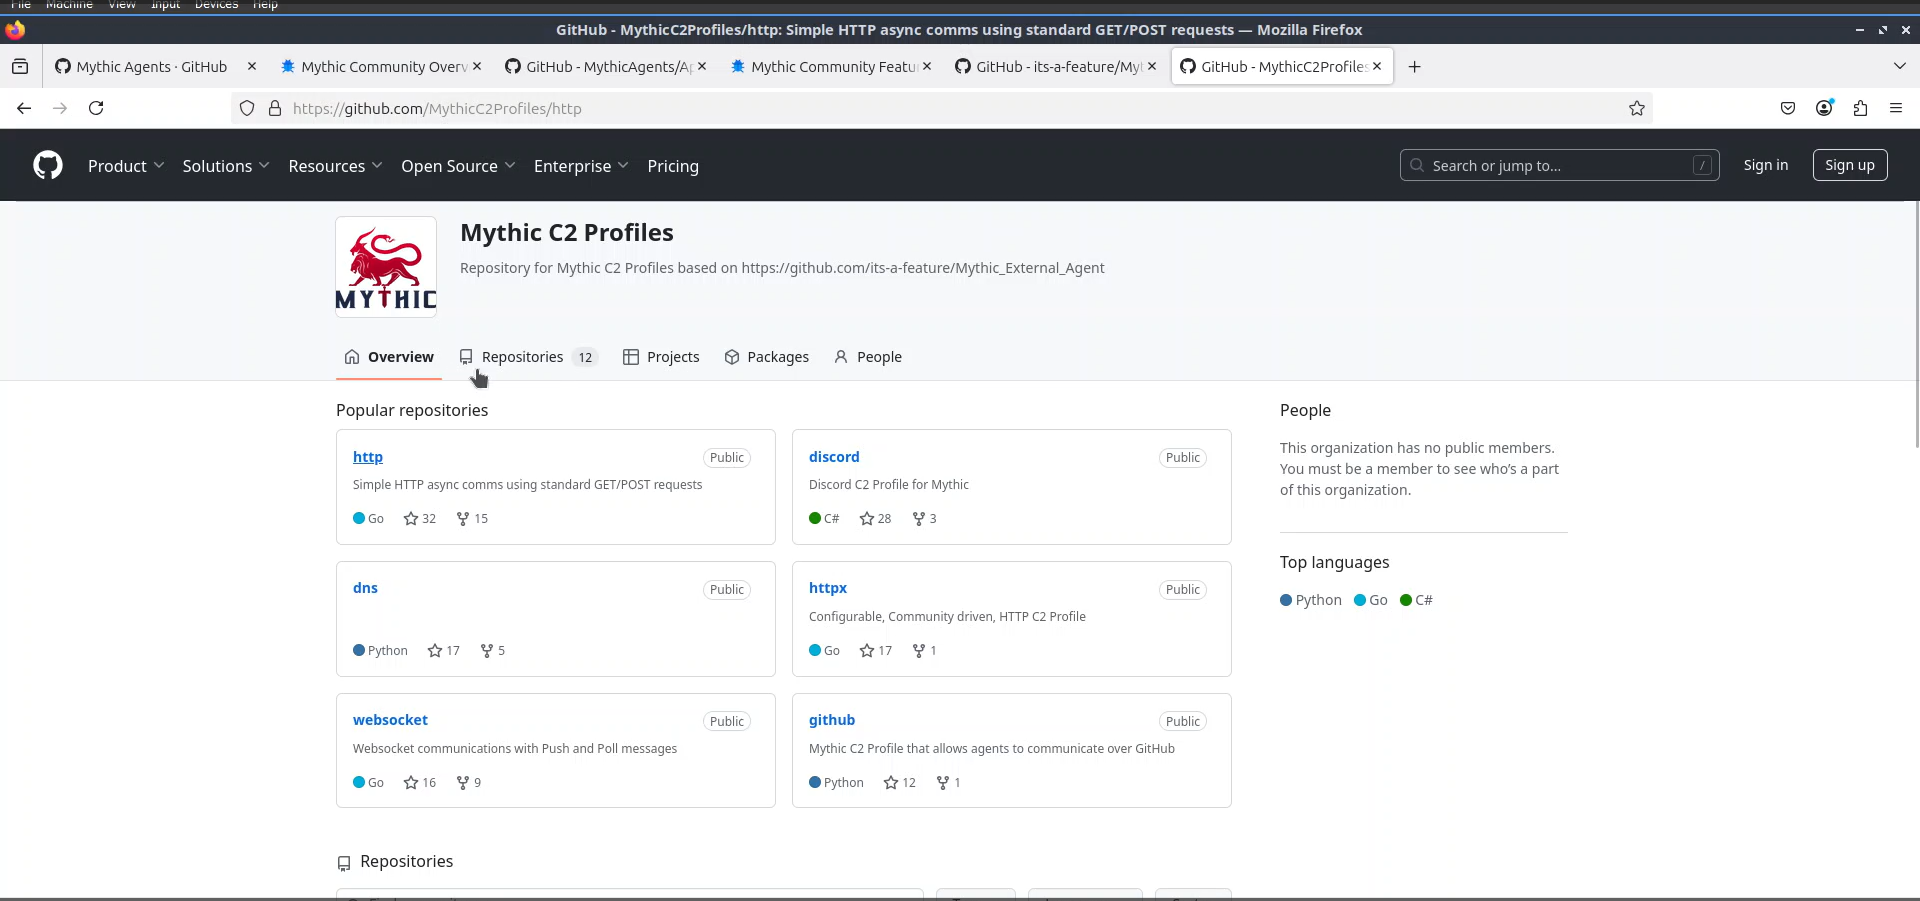 File Machine View Input Devices Help
GitHub - MythicC2Profiles/http: Simple HTTP async comms using standard GET/POST requests — Mozilla Firefox
Mythic Agents · GitHub
Mythic Community Overv
GitHub - MythicAgents/Ap
Mythic Community Featur
GitHub - its-a-feature/Myt
GitHub - MythicC2Profiles
https://github.com/MythicC2Profiles/http
Product Solutions Resources Open Source Enterprise Pricing
Search or jump to... /
Sign in
Sign up
MYTHIC
Mythic C2 Profiles
Repository for Mythic C2 Profiles based on https://github.com/its-a-feature/Mythic_External_Agent
Overview Repositories 12 Projects Packages People
Popular repositories
http Public
Simple HTTP async comms using standard GET/POST requests
Go 32 15
discord Public
Discord C2 Profile for Mythic
C# 28 3
dns Public
Python 17 5
httpx Public
Configurable, Community driven, HTTP C2 Profile
Go 17 1
websocket Public
Websocket communications with Push and Poll messages
Go 16 9
github Public
Mythic C2 Profile that allows agents to communicate over GitHub
Python 12 1
Repositories
People
This organization has no public members.
You must be a member to see who's a part
of this organization.
Top languages
Python Go C#